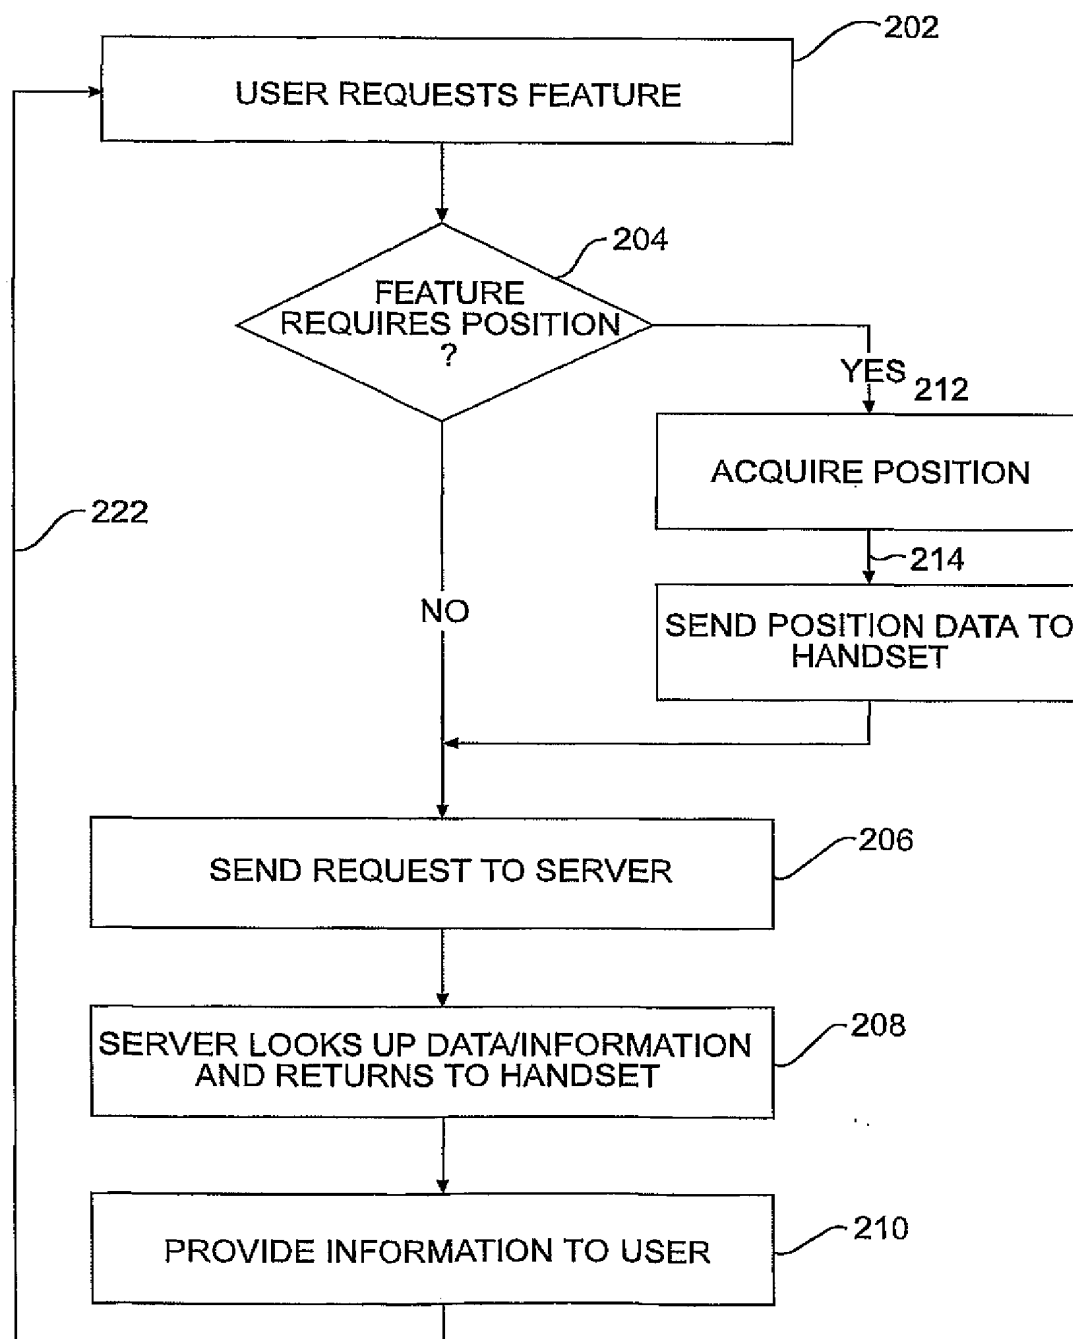 202
USER REQUESTS FEATURE
204
FEATURE
REQUIRES POSITION
?
YES
212
ACQUIRE POSITION
222
214
NO
SEND POSITION DATA TO
HANDSET
206
SEND REQUEST TO SERVER
208
SERVER LOOKS UP DATA/INFORMATION
AND RETURNS TO HANDSET
210
PROVIDE INFORMATION TO USER